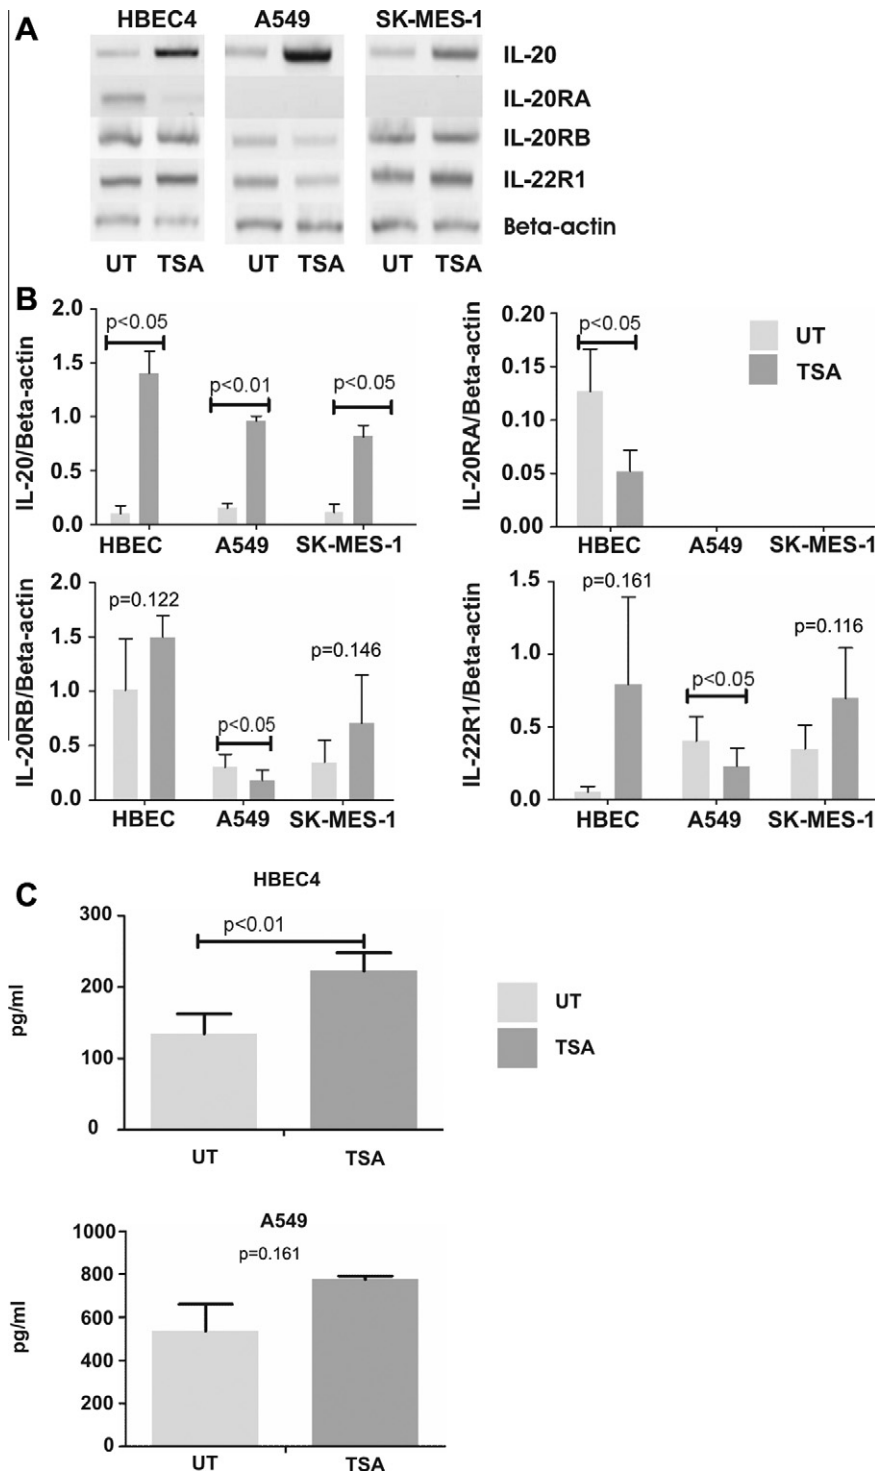 A
HBEC4 A549 SK-MES-1
IL-20
IL-20RA
IL-20RB
IL-22R1
Beta-actin
UT TSA UT TSA UT TSA
B
IL-20/Beta-actin
2.0
1.5
1.0
0.5
0.0
p<0.05
p<0.01
p<0.05
HBEC A549 SK-MES-1
IL-20RA/Beta-actin
0.20
0.15
0.10
0.05
0.00
p<0.05
HBEC A549 SK-MES-1
UT
TSA
IL-20RB/Beta-actin
2.0
1.5
1.0
0.5
0.0
p=0.122
p<0.05
p=0.146
HBEC A549 SK-MES-1
IL-22R1/Beta-actin
1.5
1.0
0.5
0.0
p=0.161
p<0.05
p=0.116
HBEC A549 SK-MES-1
C
HBEC4
pg/ml
300
200
100
0
p<0.01
UT TSA
UT
TSA
A549
pg/ml
1000
800
600
400
200
0
p=0.161
UT TSA